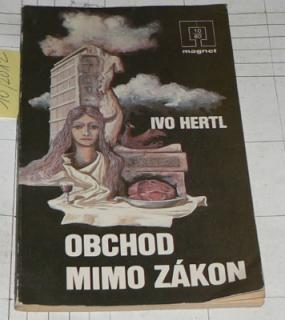 magnet
IVO HERTL
OBCHOD
MIMO ZÁKON